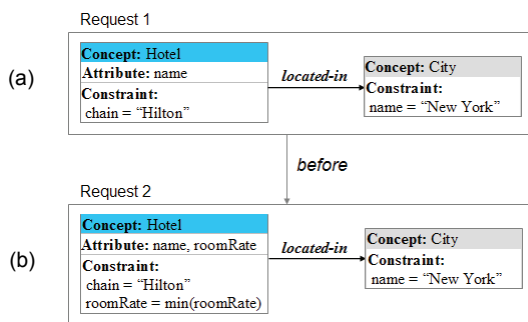 Request 1
(a)
Concept: Hotel
Attribute: name
Constraint:
chain = “Hilton”
located-in
Concept: City
Constraint:
name = “New York”
before
Request 2
(b)
Concept: Hotel
Attribute: name, roomRate
Constraint:
chain = “Hilton”
roomRate = min(roomRate)
located-in
Concept: City
Constraint:
name = “New York”